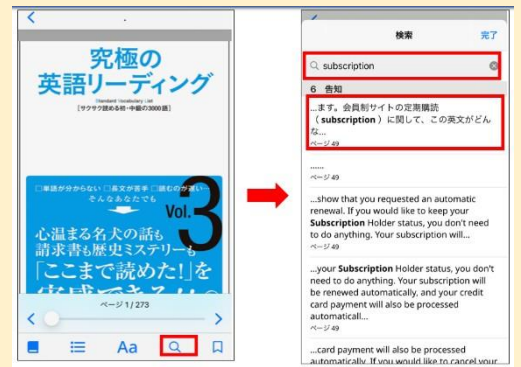 究極の
英語リーディング
Standard Vocabulary List
[サクサク読める初・中級の3000語]
□単語が分からない □長文が苦手 □読むのが遅い…
そんなあなたでも
Vol.3
心温まる名犬の話も
請求書も歴史ミステリーも
「ここまで読めた!」を
ページ 1 / 273
Aa
検索
完了
subscription
6 告知
...ます。会員制サイトの定期購読
( subscription ) に関して、この英文がどん
な...
ページ 49
......
ページ 49
...show that you requested an automatic
renewal. If you would like to keep your
Subscription Holder status, you don't need
to do anything. Your subscription will...
ページ 49
...your Subscription Holder status, you don't
need to do anything. Your subscription will
be renewed automatically, and your credit
card payment will also be processed
automaticall...
ページ 49
...card payment will also be processed
automatically. If you would like to cancel your